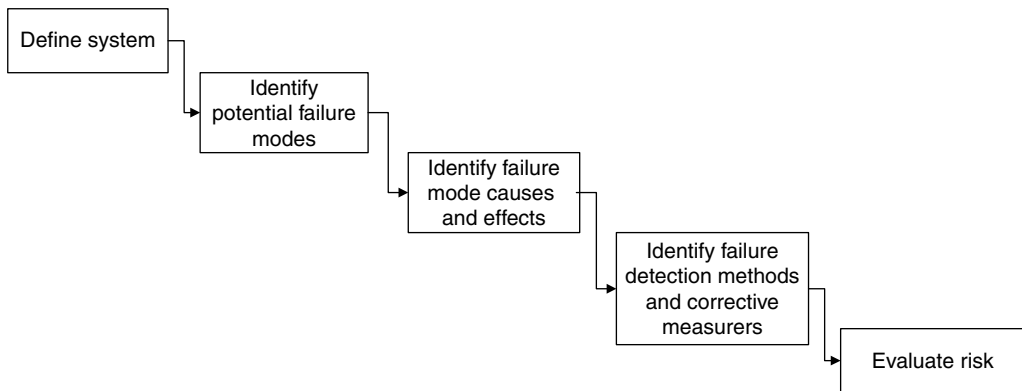 Define system
Identify
potential failure
modes
Identify failure
mode causes
and effects
Identify failure
detection methods
and corrective
measurers
Evaluate risk